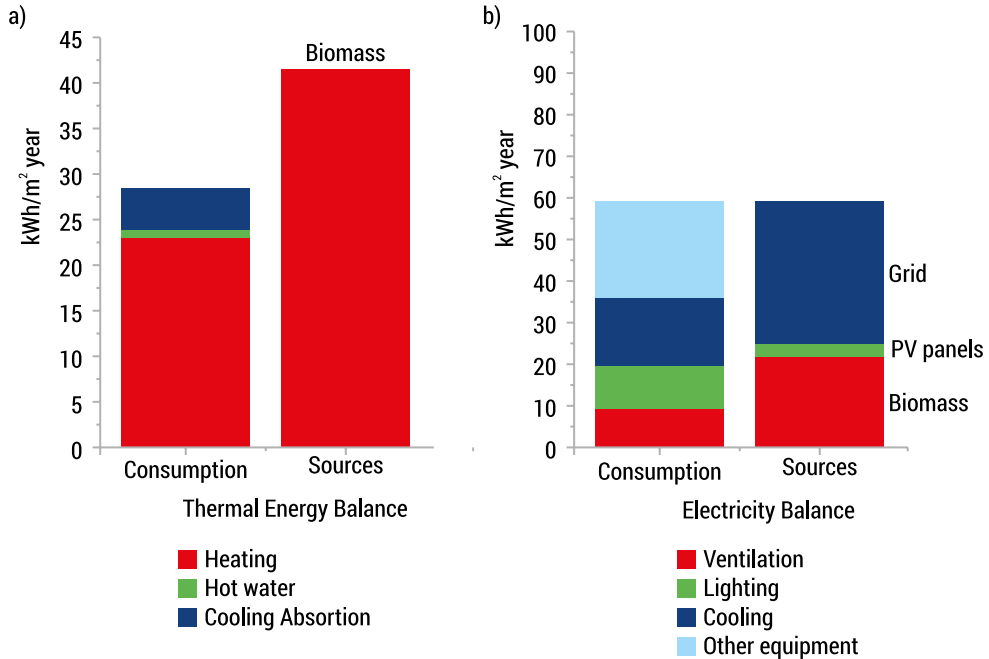 a)
45
40
35
30
25
20
15
10
5
0
kWh/m² year
Biomass
Consumption
Sources
Thermal Energy Balance
Heating
Hot water
Cooling Absortion
b)
100
90
80
70
60
50
40
30
20
10
0
kWh/m² year
Grid
PV panels
Biomass
Consumption
Sources
Electricity Balance
Ventilation
Lighting
Cooling
Other equipment